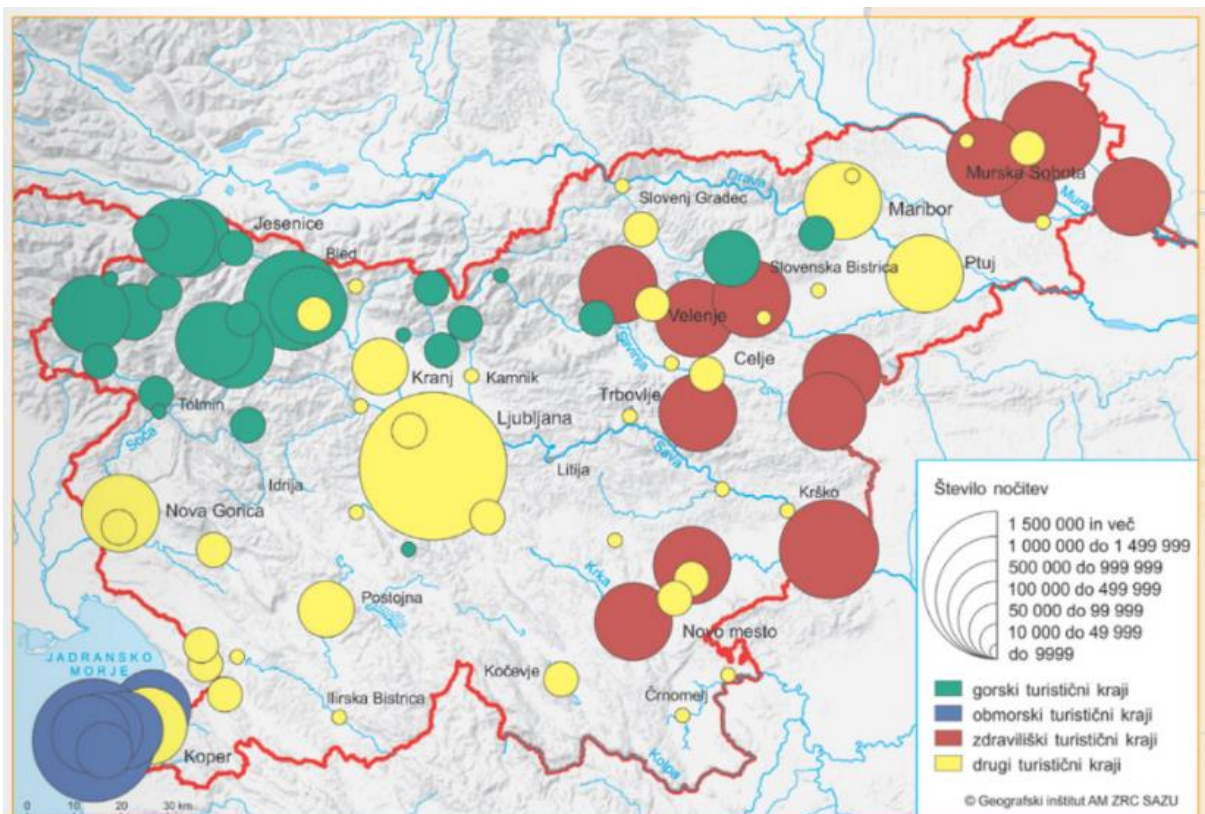 Drava
Murska Sobota
Mura
Slovenj Gradec
Maribor
Jesenice
Bled
Slovenska Bistrica
Ptuj
Velenje
Savinja
Celje
Kranj
Kamnik
Trbovlje
Tolmin
Ljubljana
Soča
Litija
Sava
Idrija
Krško
Nova Gorica
Krka
Postojna
Novo mesto
JADRANSKO
MORJE
Kočevje
Črnomelj
Ilirska Bistrica
Koper
Kolpa
0 10 20 30 km
Število nočitev
1 500 000 in več
1 000 000 do 1 499 999
500 000 do 999 999
100 000 do 499 999
50 000 do 99 999
10 000 do 49 999
do 9999
gorski turistični kraji
obmorski turistični kraji
zdraviliški turistični kraji
drugi turistični kraji
© Geografski inštitut AM ZRC SAZU